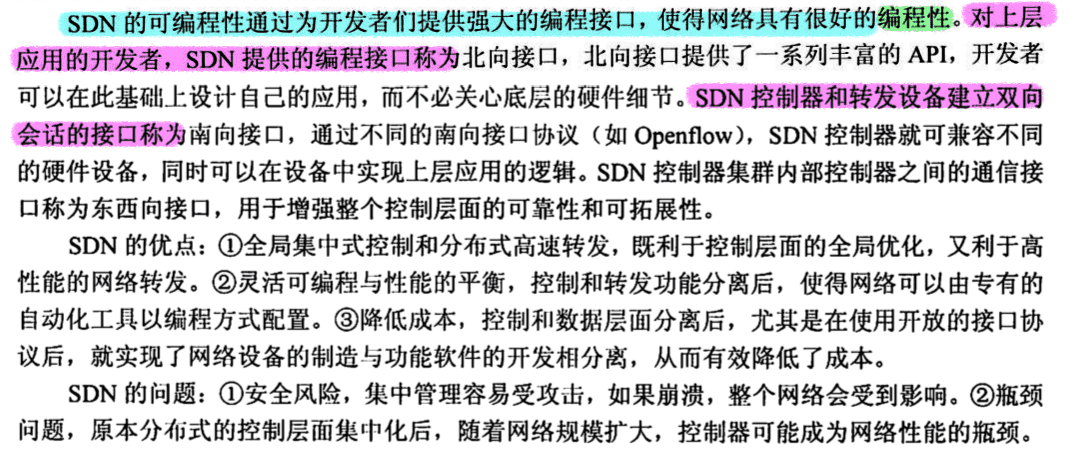 SDN 的可编程性通过为开发者们提供强大的编程接口，使得网络具有很好的编程性。对上层
应用的开发者，SDN 提供的编程接口称为北向接口，北向接口提供了一系列丰富的 API，开发者
可以在此基础上设计自己的应用，而不必关心底层的硬件细节。SDN 控制器和转发设备建立双向
会话的接口称为南向接口，通过不同的南向接口协议（如 Openflow），SDN 控制器就可兼容不同
的硬件设备，同时可以在设备中实现上层应用的逻辑。SDN 控制器集群内部控制器之间的通信接
口称为东西向接口，用于增强整个控制层面的可靠性和可拓展性。
SDN 的优点：①全局集中式控制和分布式高速转发，既利于控制层面的全局优化，又利于高
性能的网络转发。②灵活可编程与性能的平衡，控制和转发功能分离后，使得网络可以由专有的
自动化工具以编程方式配置。③降低成本，控制和数据层面分离后，尤其是在使用开放的接口协
议后，就实现了网络设备的制造与功能软件的开发相分离，从而有效降低了成本。
SDN 的问题：①安全风险，集中管理容易受攻击，如果崩溃，整个网络会受到影响。②瓶颈
问题，原本分布式的控制层面集中化后，随着网络规模扩大，控制器可能成为网络性能的瓶颈。